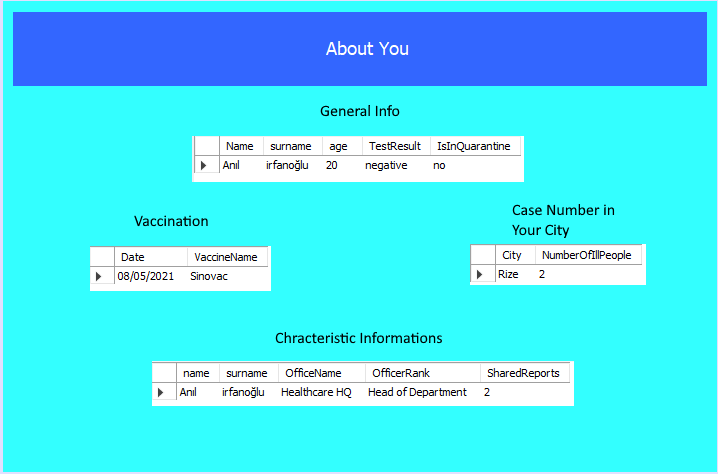 About You
General Info
Name surname age TestResult IsInQuarantine
Anıl irfanoğlu 20 negative no
Vaccination
Date VaccineName
08/05/2021 Sinovac
Case Number in
Your City
City NumberOfIllPeople
Rize 2
Chracteristic Informations
name surname OfficeName OfficerRank SharedReports
Anıl irfanoğlu Healthcare HQ Head of Department 2